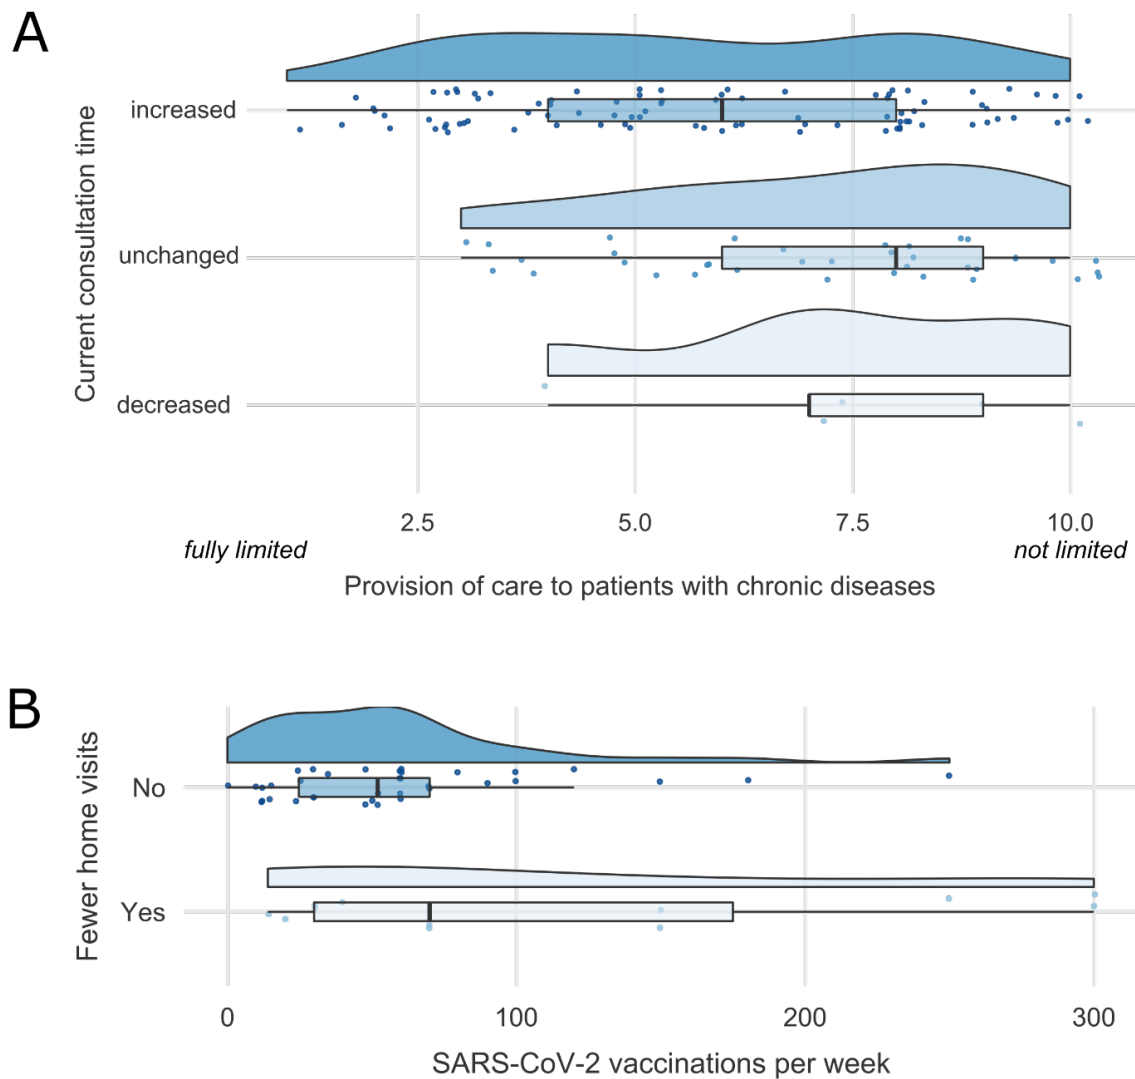 A
Current consultation time
increased
unchanged
decreased
2.5 5.0 7.5 10.0
fully limited not limited
Provision of care to patients with chronic diseases
B
Fewer home visits
No
Yes
0 100 200 300
SARS-CoV-2 vaccinations per week